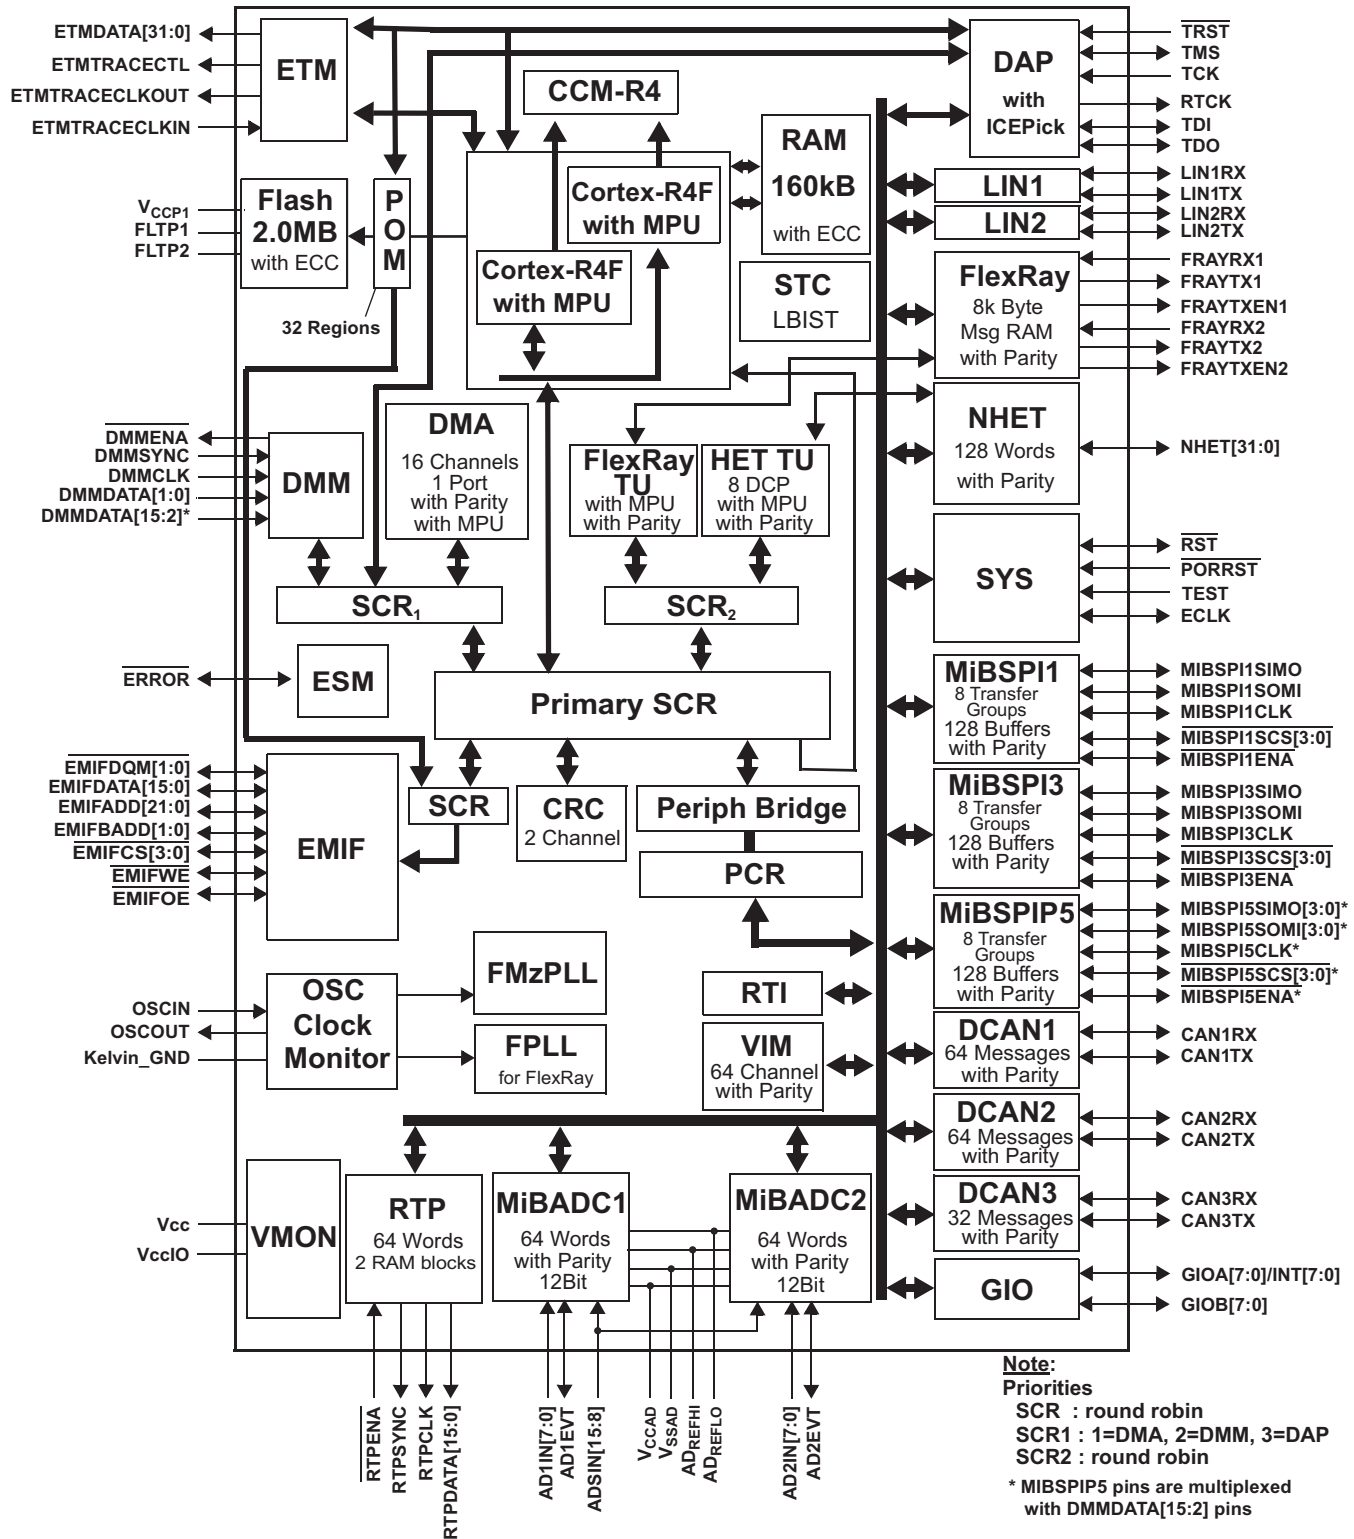 ETMDATA[31:0]
ETMTRACECTL
ETMTRACECLKOUT
ETMTRACECLKIN
ETM
CCM-R4
DAP
with
ICEPick
TRST
TMS
TCK
RTCK
TDI
TDO
VCCP1
FLTP1
FLTP2
Flash
2.0MB
with ECC
P
O
M
32 Regions
Cortex-R4F
with MPU
Cortex-R4F
with MPU
RAM
160kB
with ECC
STC
LBIST
LIN1
LIN2
LIN1RX
LIN1TX
LIN2RX
LIN2TX
FlexRay
8k Byte
Msg RAM
with Parity
FRAYRX1
FRAYTX1
FRAYTXEN1
FRAYRX2
FRAYTX2
FRAYTXEN2
DMMENA
DMMSYNC
DMMCLK
DMMDATA[1:0]
DMMDATA[15:2]*
DMM
DMA
16 Channels
1 Port
with Parity
with MPU
FlexRay
TU
with MPU
with Parity
HET TU
8 DCP
with MPU
with Parity
NHET
128 Words
with Parity
NHET[31:0]
SCR1
SCR2
SYS
RST
PORRST
TEST
ECLK
ERROR
ESM
Primary SCR
MiBSPI1
8 Transfer
Groups
128 Buffers
with Parity
MIBSPI1SIMO
MIBSPI1SOMI
MIBSPI1CLK
MIBSPI1SCS[3:0]
MIBSPI1ENA
EMIFDQM[1:0]
EMIFDATA[15:0]
EMIFADD[21:0]
EMIFBADD[1:0]
EMIFCS[3:0]
EMIFWE
EMIFOE
EMIF
SCR
CRC
2 Channel
Periph Bridge
PCR
MiBSPI3
8 Transfer
Groups
128 Buffers
with Parity
MIBSPI3SIMO
MIBSPI3SOMI
MIBSPI3CLK
MIBSPI3SCS[3:0]
MIBSPI3ENA
MiBSPIP5
8 Transfer
Groups
128 Buffers
with Parity
MIBSPI5SIMO[3:0]*
MIBSPI5SOMI[3:0]*
MIBSPI5CLK*
MIBSPI5SCS[3:0]*
MIBSPI5ENA*
OSCIN
OSCOUT
Kelvin_GND
OSC
Clock
Monitor
FMzPLL
FPLL
for FlexRay
RTI
VIM
64 Channel
with Parity
DCAN1
64 Messages
with Parity
CAN1RX
CAN1TX
DCAN2
64 Messages
with Parity
CAN2RX
CAN2TX
DCAN3
32 Messages
with Parity
CAN3RX
CAN3TX
Vcc
VccIO
VMON
RTP
64 Words
2 RAM blocks
MiBADC1
64 Words
with Parity
12Bit
MiBADC2
64 Words
with Parity
12Bit
GIO
GIOA[7:0]/INT[7:0]
GIOB[7:0]
RTPENA
RTPSYNC
RTPCLK
RTPDATA[15:0]
AD1IN[7:0]
AD1EVT
ADSIN[15:8]
VCCAD
VSSAD
ADREFHI
ADREFLO
AD2IN[7:0]
AD2EVT
Note:
Priorities
SCR : round robin
SCR1 : 1=DMA, 2=DMM, 3=DAP
SCR2 : round robin
* MIBSPIP5 pins are multiplexed
with DMMDATA[15:2] pins